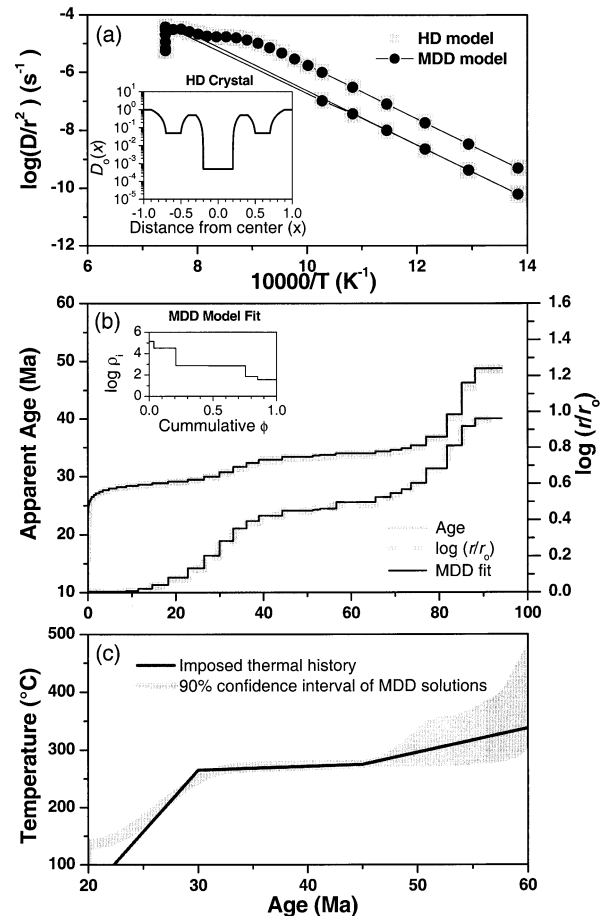 (a)
HD model
MDD model
log(D/r²) (s⁻¹)
-4
-6
-8
-10
-12
HD Crystal
Dₒ(x)
10¹
10⁰
10⁻¹
10⁻²
10⁻³
10⁻⁴
10⁻⁵
-1.0 -0.5 0.0 0.5 1.0
Distance from center (x)
6 8 10 12 14
10000/T (K⁻¹)
(b)
MDD Model Fit
log ρᵢ
6
4
2
0
0.0 0.5 1.0
Cummulative ϕ
Apparent Age (Ma)
60
50
40
30
20
10
log (r/rₒ)
1.6
1.4
1.2
1.0
0.8
0.6
0.4
0.2
0.0
Age
log (r/rₒ)
MDD fit
0 20 40 60 80 100
(c)
Imposed thermal history
90% confidence interval of MDD solutions
Temperature (°C)
500
400
300
200
100
20 30 40 50 60
Age (Ma)